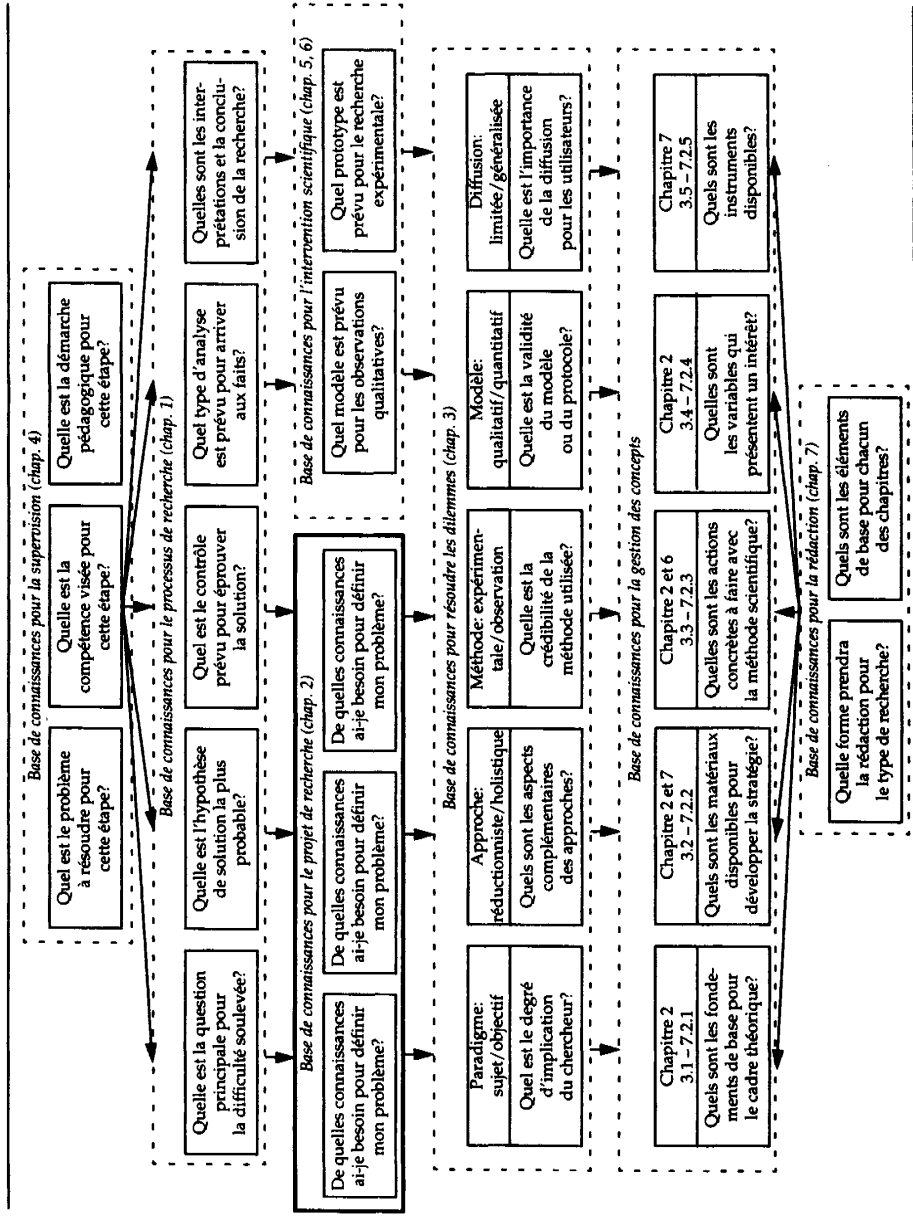 Base de connaissances pour la supervision (chap. 4)
Quel est le problème
à résoudre pour
cette étape?
Quelle est la
compétence visée pour
cette étape?
Quelle est la démarche
pédagogique pour
cette étape?
Base de connaissances pour le processus de recherche (chap. 1)
Quelle est la question
principale pour
la difficulté soulevée?
Quelle est l'hypothèse
de solution la plus
probable?
Quel est le contrôle
prévu pour éprouver
la solution?
Quel type d'analyse
est prévu pour arriver
aux faits?
Quelles sont les inter-
prétations et la conclu-
sion de la recherche?
Base de connaissances pour le projet de recherche (chap. 2)
De quelles connaissances
ai-je besoin pour définir
mon problème?
De quelles connaissances
ai-je besoin pour définir
mon problème?
De quelles connaissances
ai-je besoin pour définir
mon problème?
Base de connaissances pour l'intervention scientifique (chap. 5, 6)
Quel modèle est prévu
pour les observations
qualitatives?
Quel prototype est
prévu pour le recherche
expérimentale?
Base de connaissances pour résoudre les dilemmes (chap. 3)
Paradigme:
sujet/objectif
Quel est le degré
d'implication
du chercheur?
Approche:
réductionniste/holistique
Quels sont les aspects
complémentaires
des approches?
Méthode: expérimen-
tale/observation
Quelle est la
crédibilité de la
méthode utilisée?
Modèle:
qualitatif/quantitatif
Quelle est la validité
du modèle
ou du protocole?
Diffusion:
limitée/généralisée
Quelle est l'importance
de la diffusion
pour les utilisateurs?
Base de connaissances pour la gestion des concepts
Chapitre 2
3.1 – 7.2.1
Quels sont les fonde-
ments de base pour
le cadre théorique?
Chapitre 2 et 7
3.2 – 7.2.2
Quels sont les matériaux
disponibles pour
développer la stratégie?
Chapitre 2 et 6
3.3 – 7.2.3
Quelles sont les actions
concrètes à faire avec
la méthode scientifique?
Chapitre 2
3.4 – 7.2.4
Quelles sont
les variables qui
présentent un intérêt?
Chapitre 7
3.5 – 7.2.5
Quels sont les
instruments
disponibles?
Base de connaissances pour la rédaction (chap. 7)
Quelle forme prendra
la rédaction pour
le type de recherche?
Quels sont les éléments
de base pour chacun
des chapitres?